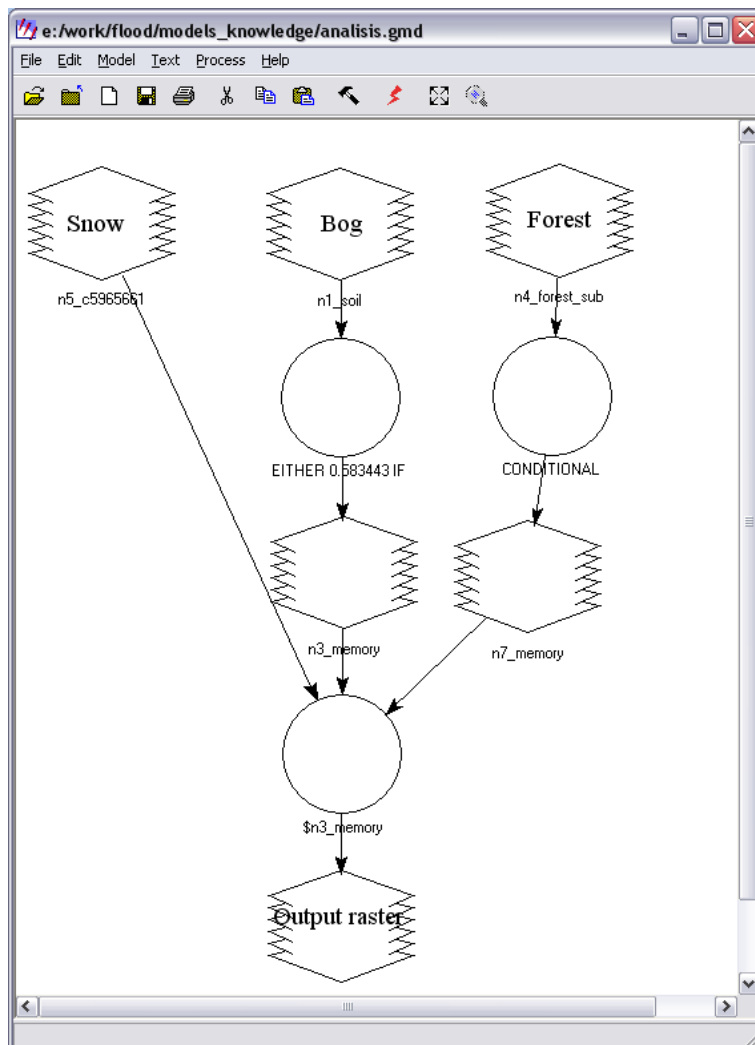 e:/work/flood/models_knowledge/analisis.gmd
File Edit Model Text Process Help
Snow
Bog
Forest
n5_c5965661
n1_soil
n4_forest_sub
EITHER 0.583443 IF
CONDITIONAL
n3_memory
n7_memory
$n3_memory
Output raster